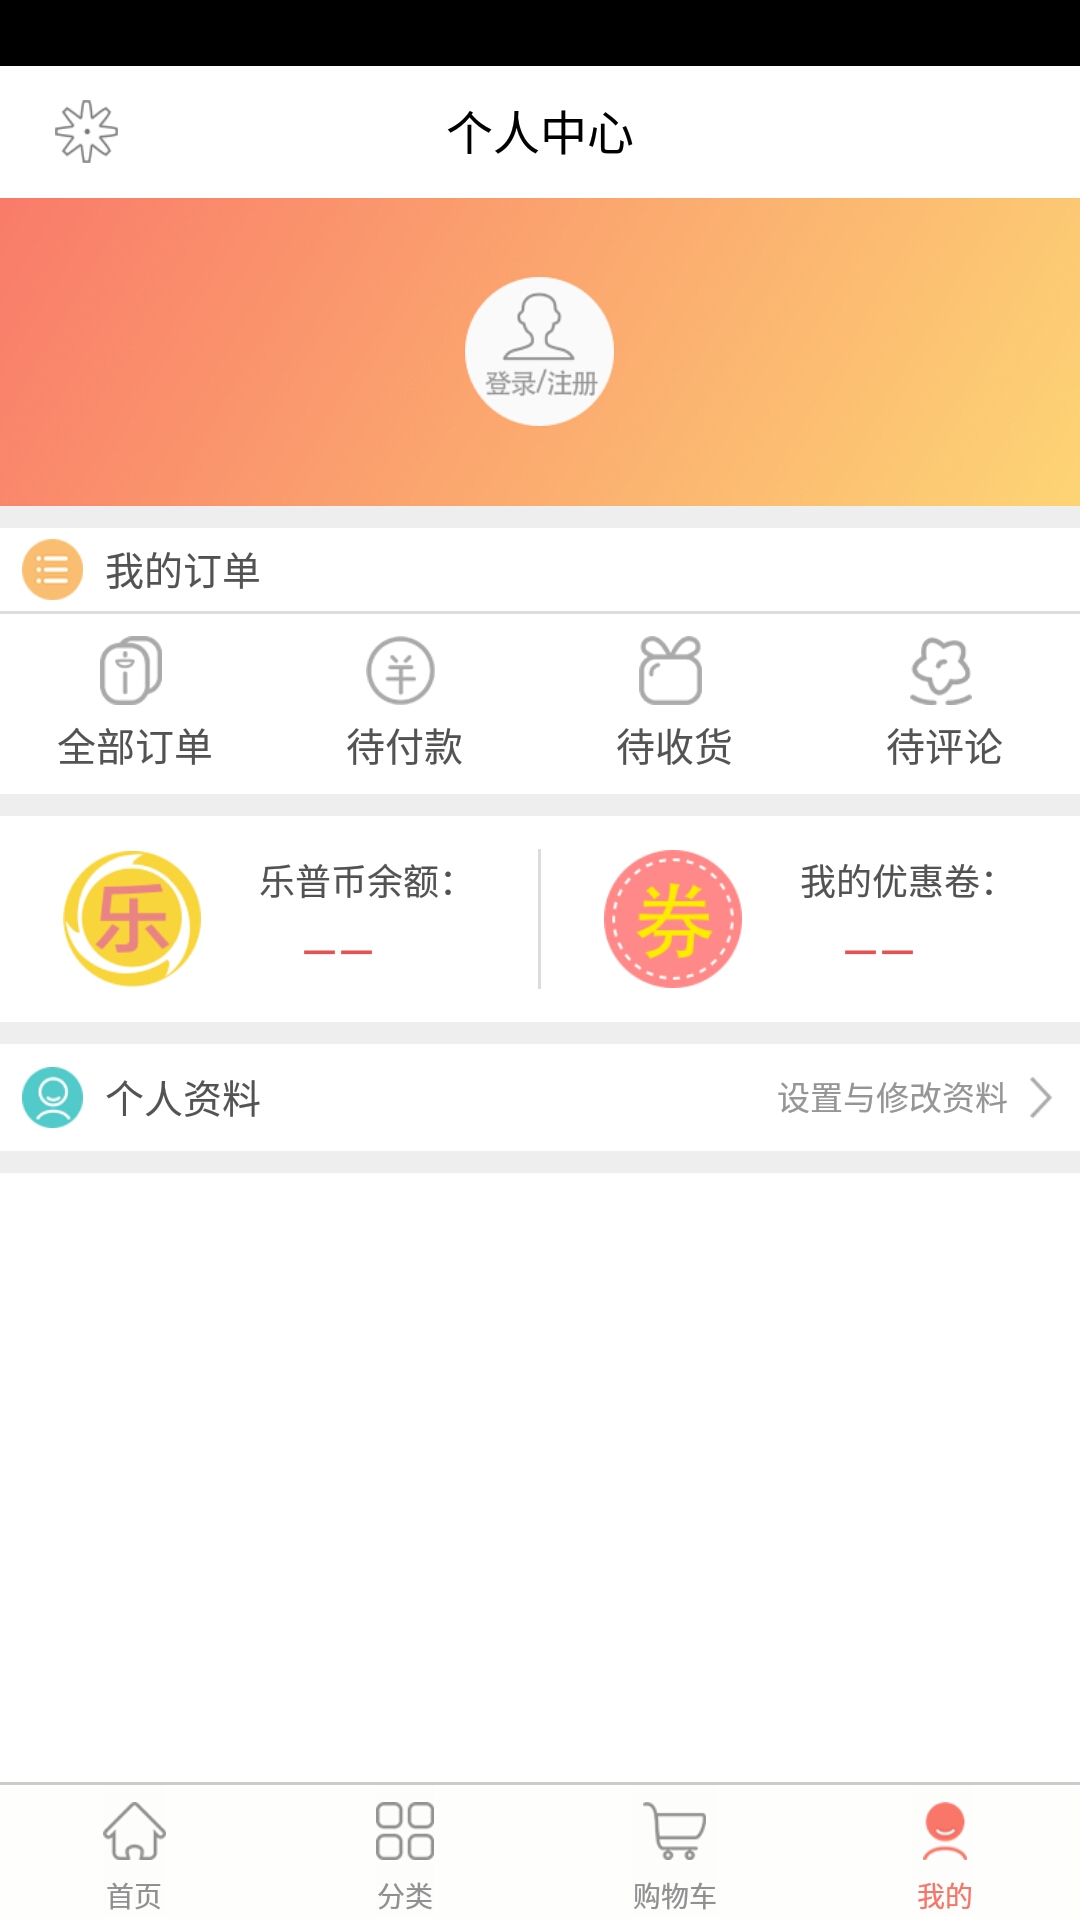 个人中心
登录/注册
我的订单
全部订单 待付款 待收货 待评论
乐 乐普币余额: 券 我的优惠卷:
—— ——
个人资料 设置与修改资料
首页 分类 购物车 我的